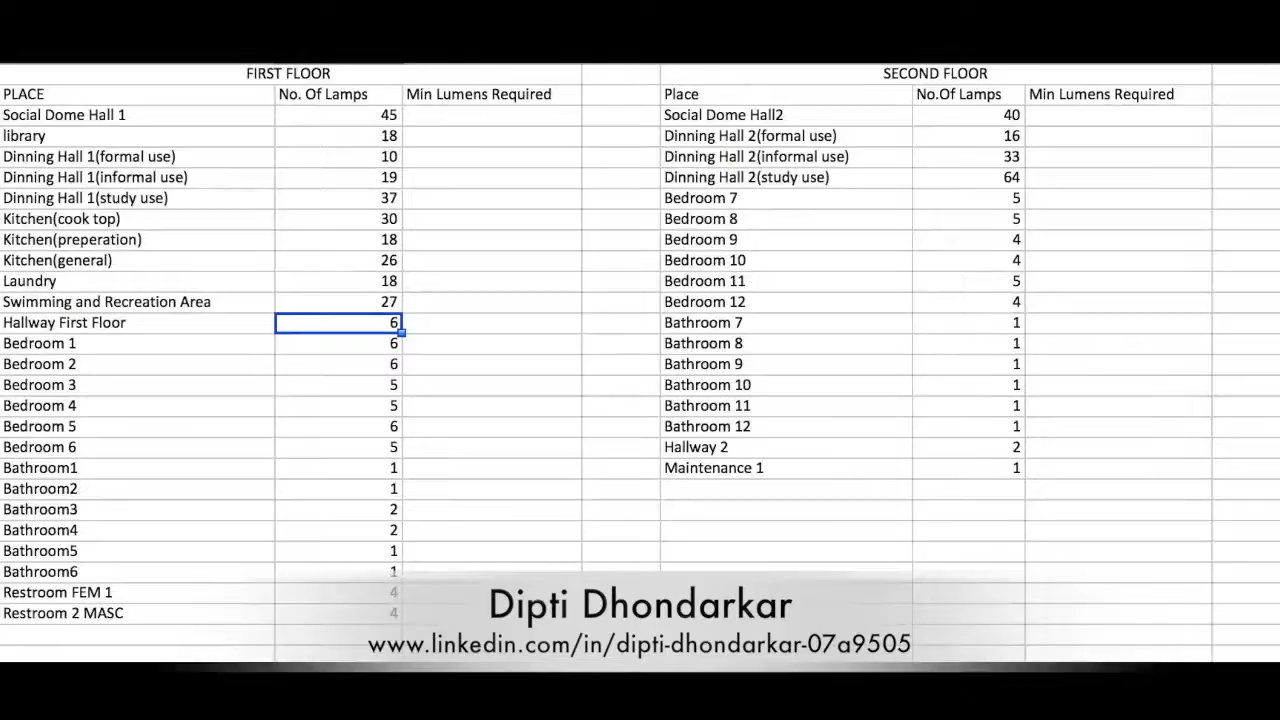 FIRST FLOOR SECOND FLOOR
PLACE No. Of Lamps Min Lumens Required Place No.Of Lamps Min Lumens Required
Social Dome Hall 1 45 Social Dome Hall2 40
library 18 Dinning Hall 2(formal use) 16
Dinning Hall 1(formal use) 10 Dinning Hall 2(informal use) 33
Dinning Hall 1(informal use) 19 Dinning Hall 2(study use) 64
Dinning Hall 1(study use) 37 Bedroom 7 5
Kitchen(cook top) 30 Bedroom 8 5
Kitchen(preperation) 18 Bedroom 9 4
Kitchen(general) 26 Bedroom 10 4
Laundry 18 Bedroom 11 5
Swimming and Recreation Area 27 Bedroom 12 4
Hallway First Floor 6 Bathroom 7 1
Bedroom 1 6 Bathroom 8 1
Bedroom 2 6 Bathroom 9 1
Bedroom 3 5 Bathroom 10 1
Bedroom 4 5 Bathroom 11 1
Bedroom 5 6 Bathroom 12 1
Bedroom 6 5 Hallway 2 2
Bathroom1 1 Maintenance 1 1
Bathroom2 1
Bathroom3 2
Bathroom4 2
Bathroom5 1
Bathroom6 1
Restroom FEM 1 4
Restroom 2 MASC 4
Dipti Dhondarkar
www.linkedin.com/in/dipti-dhondarkar-07a9505